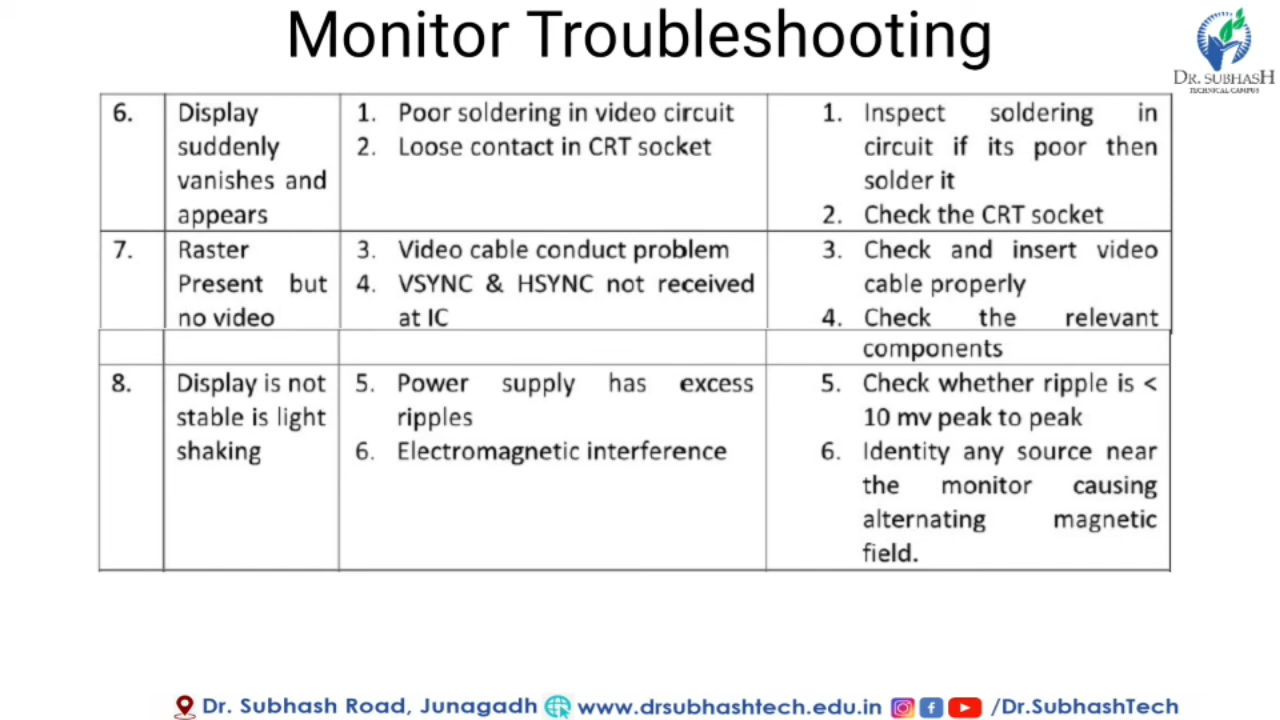 Monitor Troubleshooting
DR. SUBHASH
TECHNICAL CAMPUS
6.
Display
suddenly
vanishes and
appears
1. Poor soldering in video circuit
2. Loose contact in CRT socket
1. Inspect soldering in
circuit if its poor then
solder it
2. Check the CRT socket
7.
Raster
Present but
no video
3. Video cable conduct problem
4. VSYNC & HSYNC not received
at IC
3. Check and insert video
cable properly
4. Check the relevant
components
8.
Display is not
stable is light
shaking
5. Power supply has excess
ripples
6. Electromagnetic interference
5. Check whether ripple is <
10 mv peak to peak
6. Identity any source near
the monitor causing
alternating magnetic
field.
Dr. Subhash Road, Junagadh www.drsubhashtech.edu.in /Dr.SubhashTech